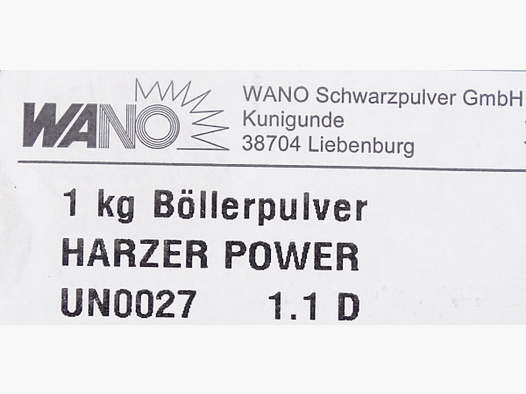 WANO
WANO Schwarzpulver GmbH
Kunigunde
38704 Liebenburg
1 kg Böllerpulver
HARZER POWER
UN0027 1.1 D